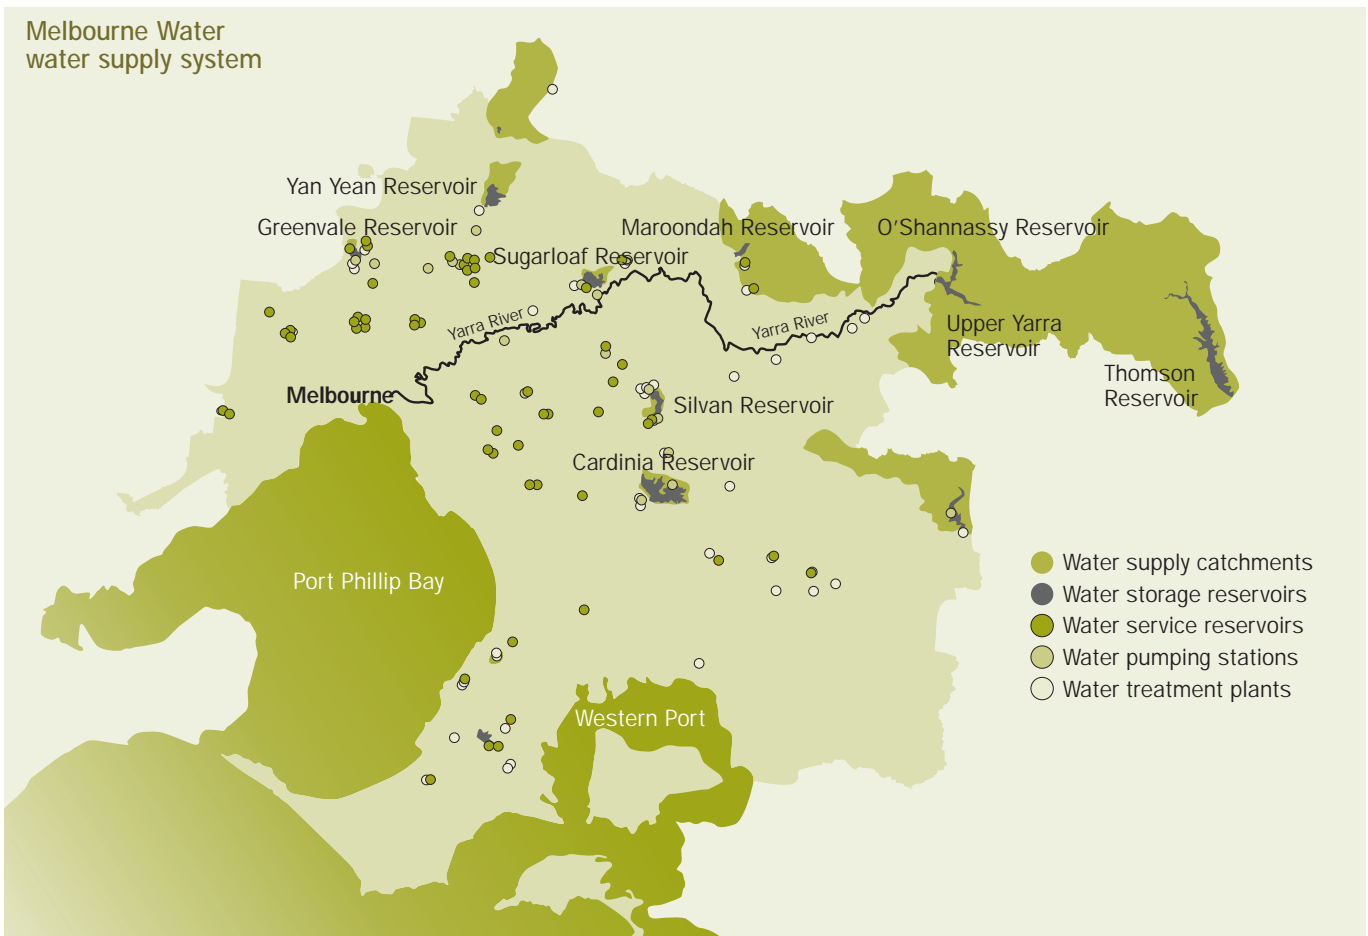 Melbourne Water
water supply system
Yan Yean Reservoir
Greenvale Reservoir
Maroondah Reservoir
O'Shannassy Reservoir
Sugarloaf Reservoir
Yarra River
Yarra River
Upper Yarra
Reservoir
Thomson
Reservoir
Melbourne
Silvan Reservoir
Cardinia Reservoir
Port Phillip Bay
Western Port
Water supply catchments
Water storage reservoirs
Water service reservoirs
Water pumping stations
Water treatment plants